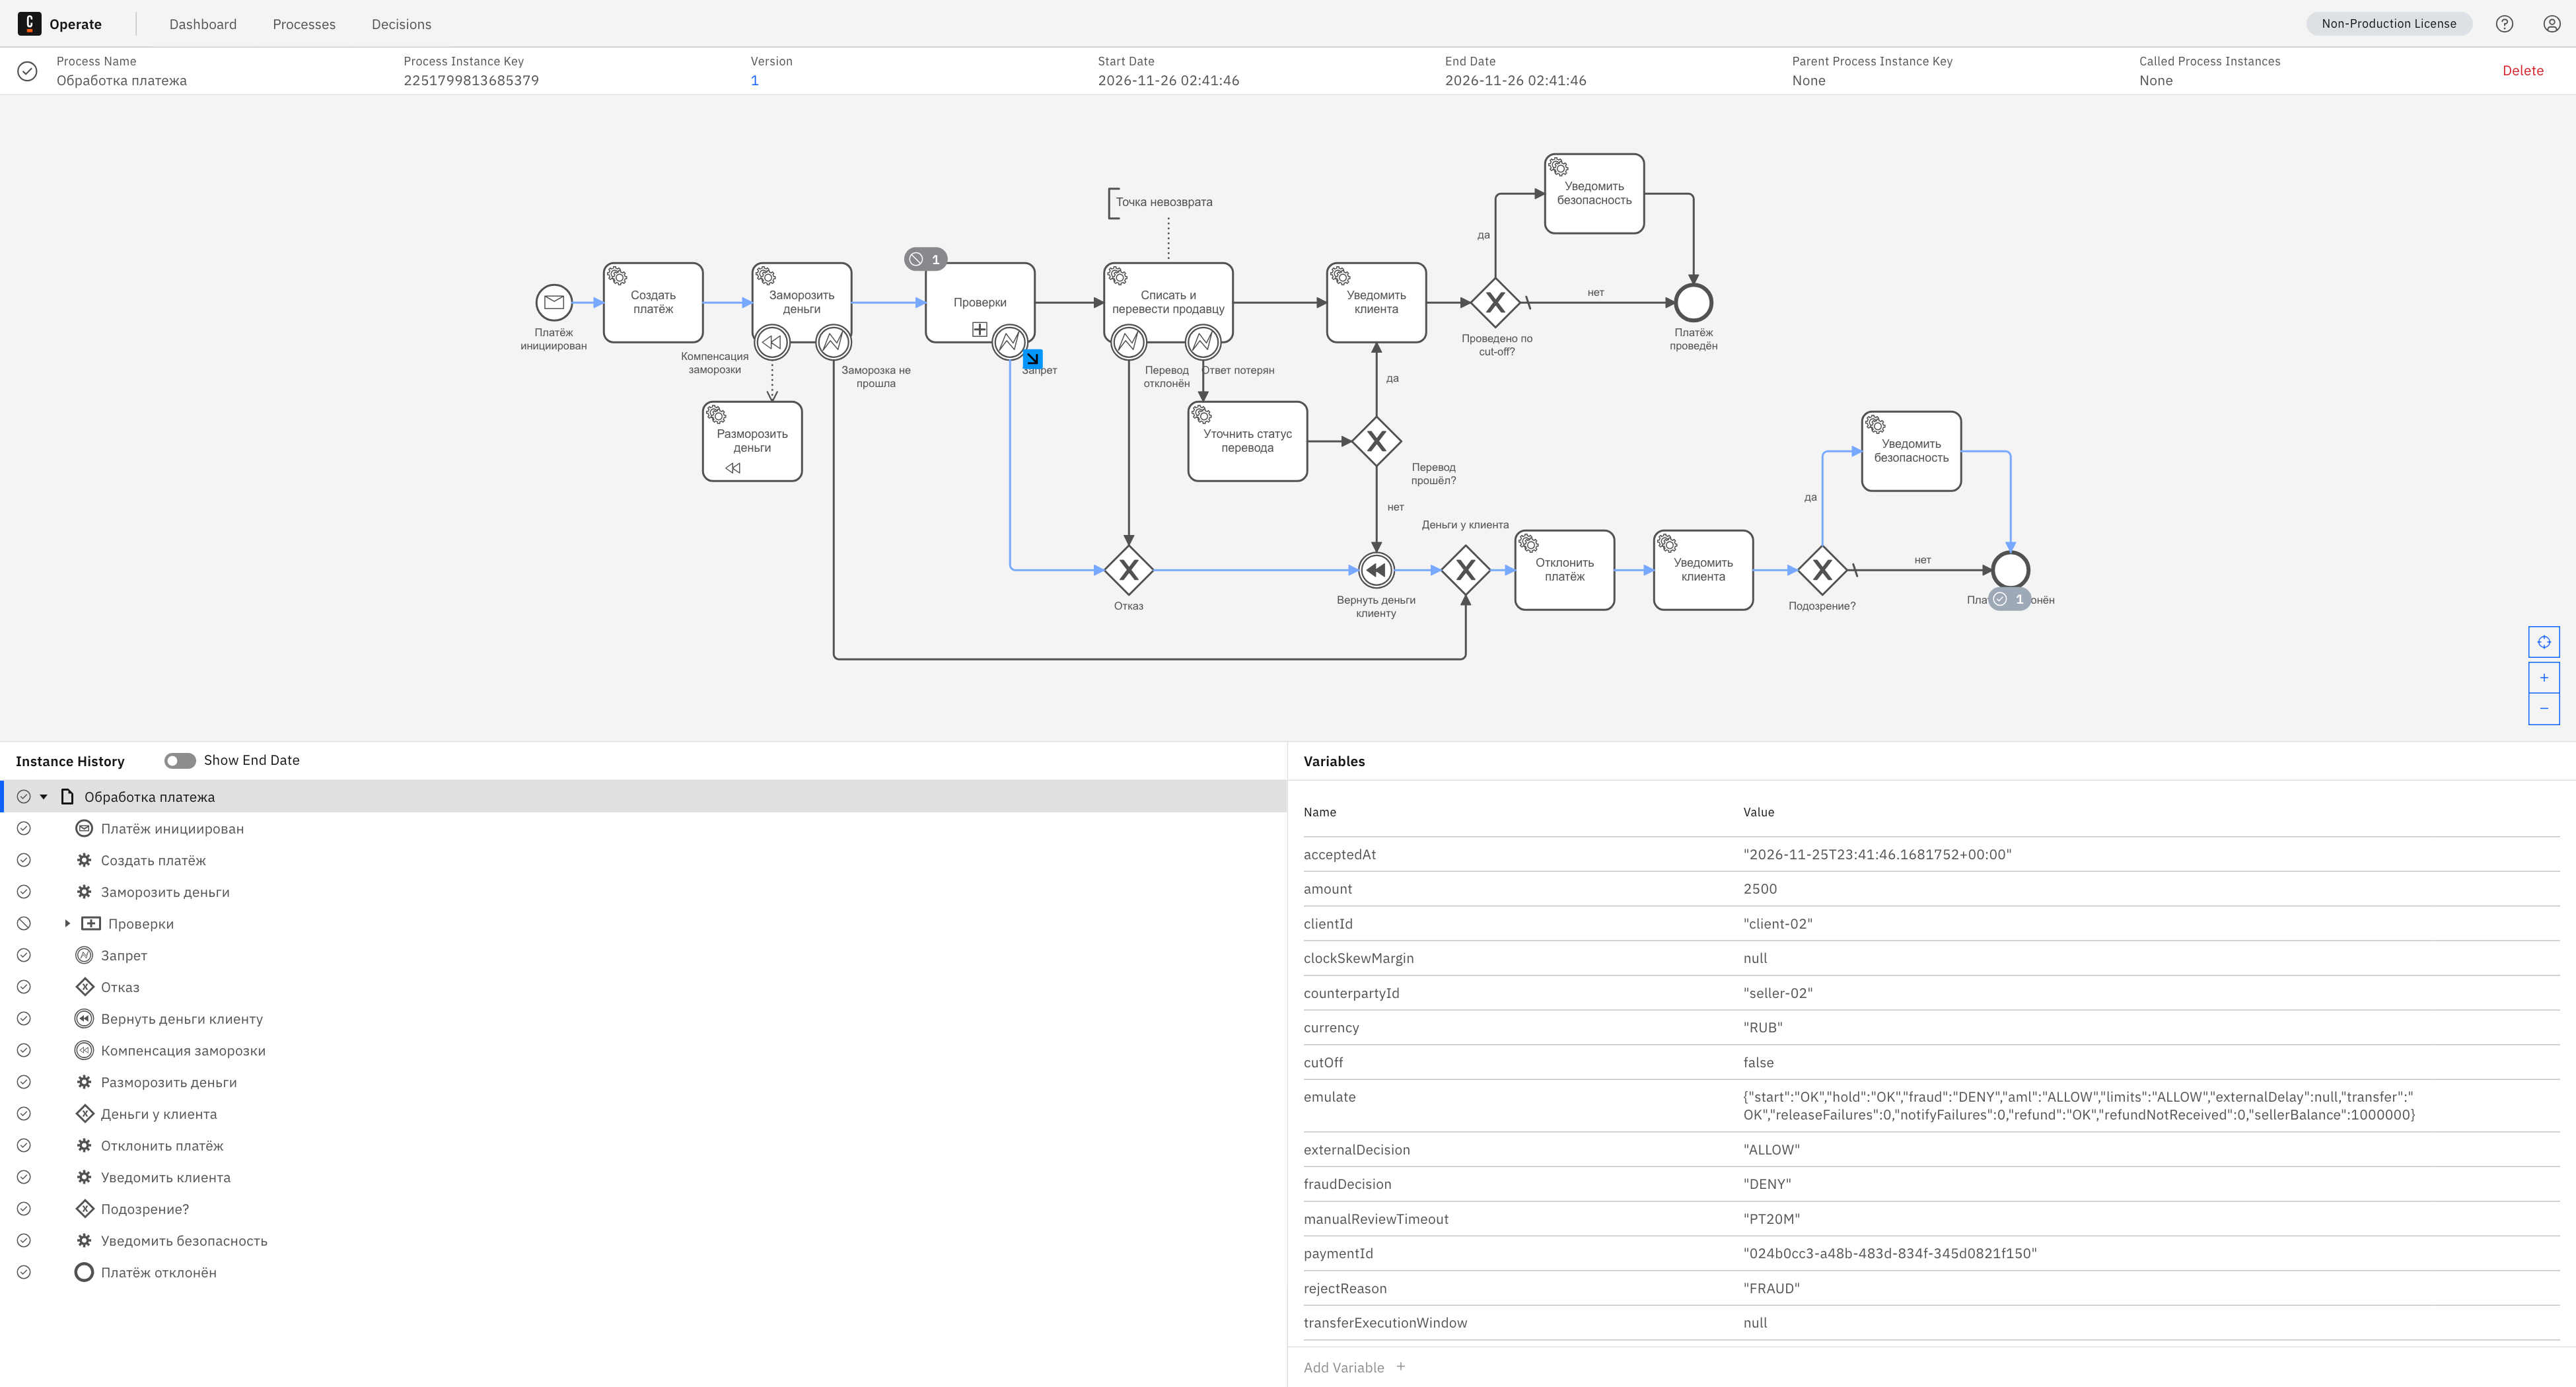 Operate
Dashboard
Processes
Decisions
Non-Production License
Process Name
Обработка платежа
Process Instance Key
2251799813685379
Version
1
Start Date
2026-11-26 02:41:46
End Date
2026-11-26 02:41:46
Parent Process Instance Key
None
Called Process Instances
None
Delete
Уведомить
безопасность
Точка невозврата
да
1
Создать
платёж
Заморозить
деньги
Проверки
Списать и
перевести продавцу
Уведомить
клиента
нет
Платёж
инициирован
Проведено по
cut-off?
Платёж
проведён
Компенсация
заморозки
Заморозка не
прошла
Запрет
Перевод
отклонён
Ответ потерян
да
Разморозить
деньги
Уточнить статус
перевода
Перевод
прошёл?
Уведомить
безопасность
да
нет
Деньги у клиента
Отклонить
платёж
Уведомить
клиента
нет
Отказ
Вернуть деньги
клиенту
Подозрение?
1
Instance History
Show End Date
Обработка платежа
Платёж инициирован
Создать платёж
Заморозить деньги
Проверки
Запрет
Отказ
Вернуть деньги клиенту
Компенсация заморозки
Разморозить деньги
Деньги у клиента
Отклонить платёж
Уведомить клиента
Подозрение?
Уведомить безопасность
Платёж отклонён
Variables
Name Value
acceptedAt "2026-11-25T23:41:46.1681752+00:00"
amount 2500
clientId "client-02"
clockSkewMargin null
counterpartyId "seller-02"
currency "RUB"
cutOff false
emulate {"start":"OK","hold":"OK","fraud":"DENY","aml":"ALLOW","limits":"ALLOW","externalDelay":null,"transfer":"
OK","releaseFailures":0,"notifyFailures":0,"refund":"OK","refundNotReceived":0,"sellerBalance":1000000}
externalDecision "ALLOW"
fraudDecision "DENY"
manualReviewTimeout "PT20M"
paymentId "024b0cc3-a48b-483d-834f-345d0821f150"
rejectReason "FRAUD"
transferExecutionWindow null
Add Variable +